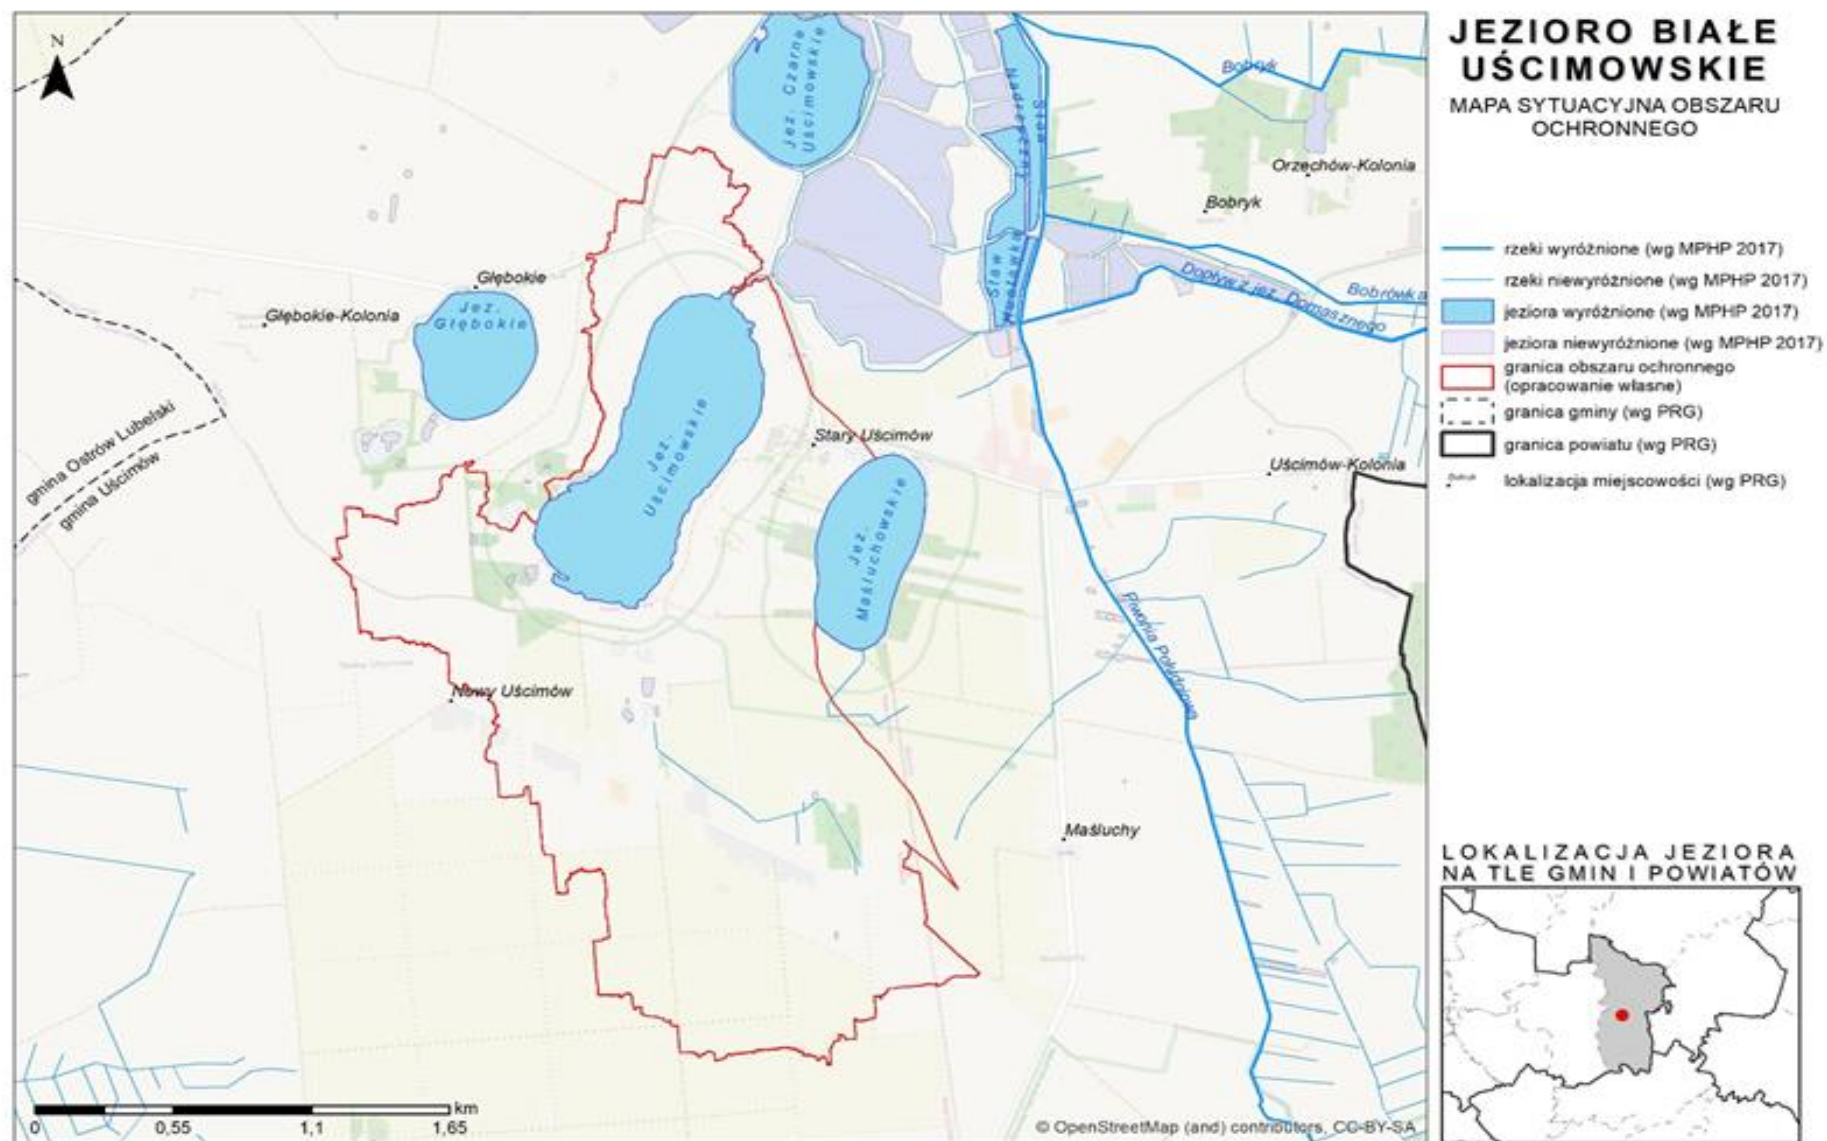 JEZIORO BIAŁE
UŚCIMOWSKIE
MAPA SYTUACYJNA OBSZARU
OCHRONNEGO
rzeki wyróżnione (wg MPHP 2017)
rzeki niewyróżnione (wg MPHP 2017)
jeziora wyróżnione (wg MPHP 2017)
jeziora niewyróżnione (wg MPHP 2017)
granica obszaru ochronnego
(opracowanie własne)
granica gminy (wg PRG)
granica powiatu (wg PRG)
lokalizacja miejscowości (wg PRG)
LOKALIZACJA JEZIORA
NA TLE GMIN I POWIATÓW
N
Jez. Czarne
Uścimowskie
Staw
Nadrzeczny
Bobryk
Orzechów-Kolonia
Bobryk
Staw
Dopływ z jez. Domasznego
Bobrówka
Głębokie
Głębokie-Kolonia
Jez.
Głębokie
gmina Ostrów Lubelski
gmina Uścimów
Jez.
Uścimowskie
Stary Uścimów
Uścimów-Kolonia
Jez.
Maśluchowskie
Piwonia Południowa
Nowy Uścimów
Maśluchy
0
0,55
1,1
1,65
km
© OpenStreetMap (and) contributors, CC-BY-SA